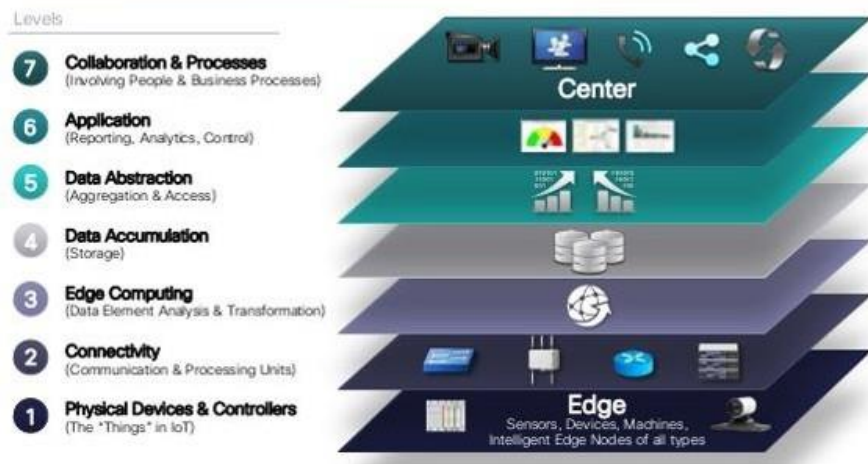 Levels
7
Collaboration & Processes
(Involving People & Business Processes)
6
Application
(Reporting, Analytics, Control)
5
Data Abstraction
(Aggregation & Access)
4
Data Accumulation
(Storage)
3
Edge Computing
(Data Element Analysis & Transformation)
2
Connectivity
(Communication & Processing Units)
1
Physical Devices & Controllers
(The "Things" in IoT)
Center
Edge
Sensors, Devices, Machines,
Intelligent Edge Nodes of all types